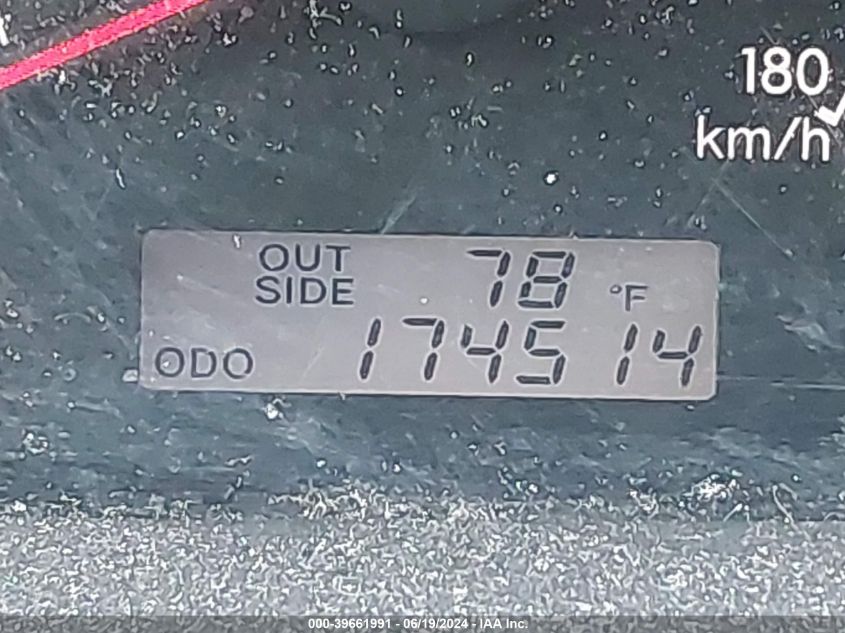 180
km/h
OUT SIDE 78 °F
ODO 174514
000-39661991 - 06/19/2024 - IAA Inc.